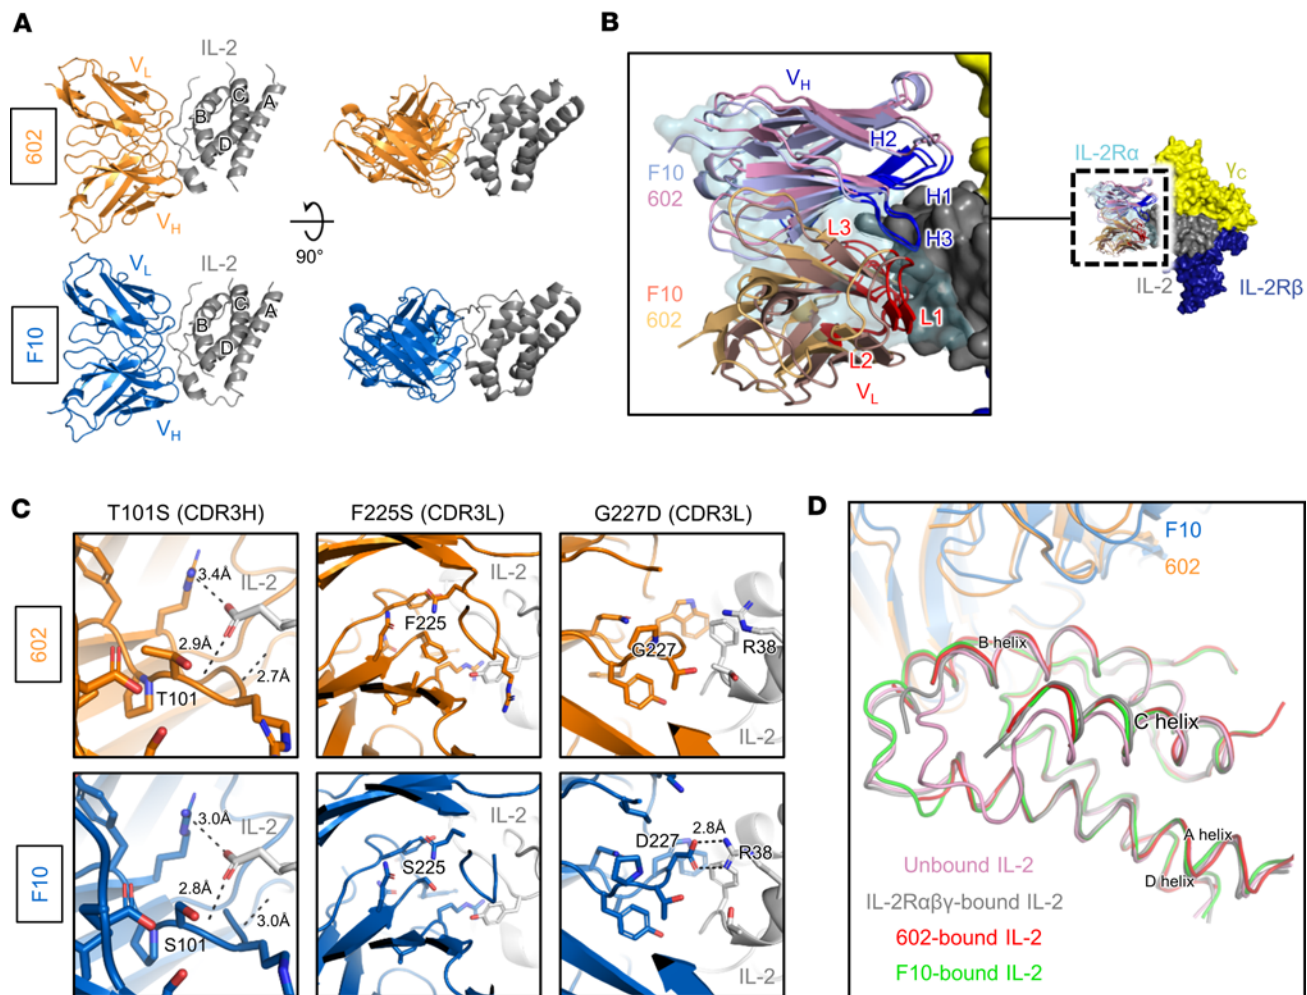 A
602
V_L
IL-2
B
C
A
D
V_H
90°
F10
V_L
IL-2
B
C
A
D
V_H
B
V_H
H2
F10
602
H1
L3
H3
F10
602
L1
L2
V_L
IL-2Rα
γ_C
IL-2
IL-2Rβ
C
T101S (CDR3H)
F225S (CDR3L)
G227D (CDR3L)
602
3.4Å
IL-2
2.9Å
2.7Å
T101
IL-2
F225
G227
R38
IL-2
F10
3.0Å
IL-2
2.8Å
3.0Å
S101
IL-2
S225
D227
2.8Å
R38
IL-2
D
F10
602
B helix
C helix
A helix
D helix
Unbound IL-2
IL-2Rαβγ-bound IL-2
602-bound IL-2
F10-bound IL-2